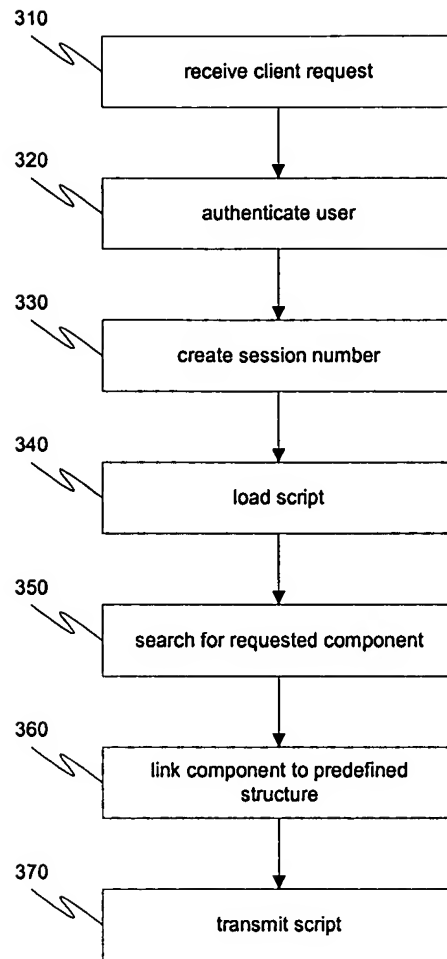 310
receive client request
320
authenticate user
330
create session number
340
load script
350
search for requested component
360
link component to predefined
structure
370
transmit script